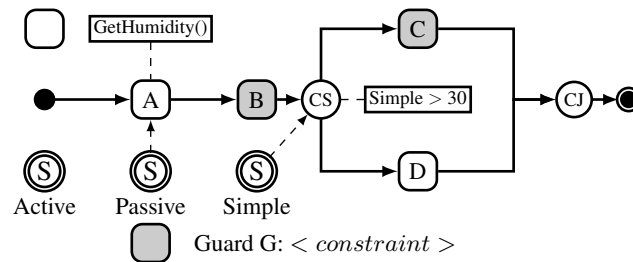 GetHumidity()
C
A
B
CS
Simple > 30
CJ
S
S
S
D
Active
Passive
Simple
Guard G: < constraint >